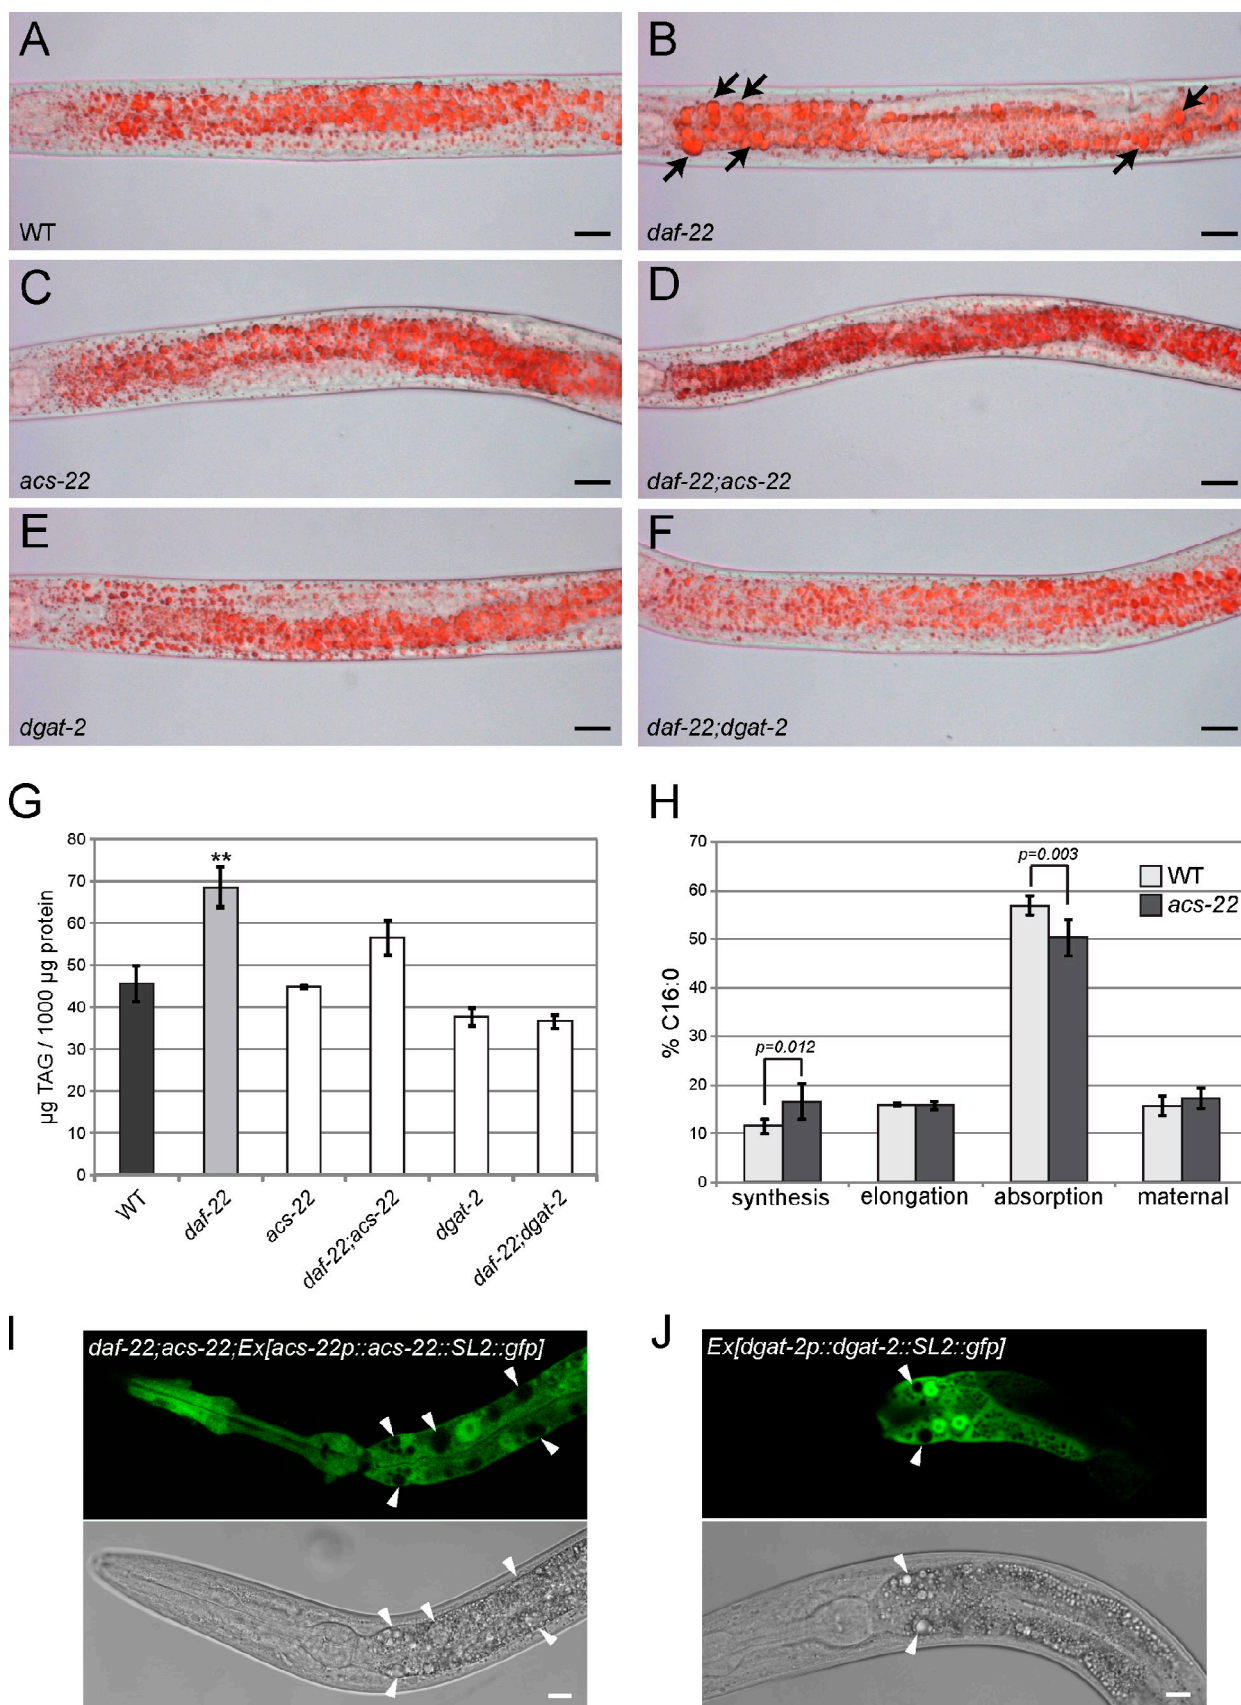 A
WT
B
daf-22
C
acs-22
D
daf-22;acs-22
E
dgat-2
F
daf-22;dgat-2
G
80
70
60
50
40
30
20
10
0
µg TAG / 1000 µg protein
**
WT
daf-22
acs-22
daf-22;acs-22
dgat-2
daf-22;dgat-2
H
70
60
50
40
30
20
10
0
% C16:0
p=0.012
p=0.003
WT
acs-22
synthesis
elongation
absorption
maternal
I
daf-22;acs-22;Ex[acs-22p::acs-22::SL2::gfp]
J
Ex[dgat-2p::dgat-2::SL2::gfp]